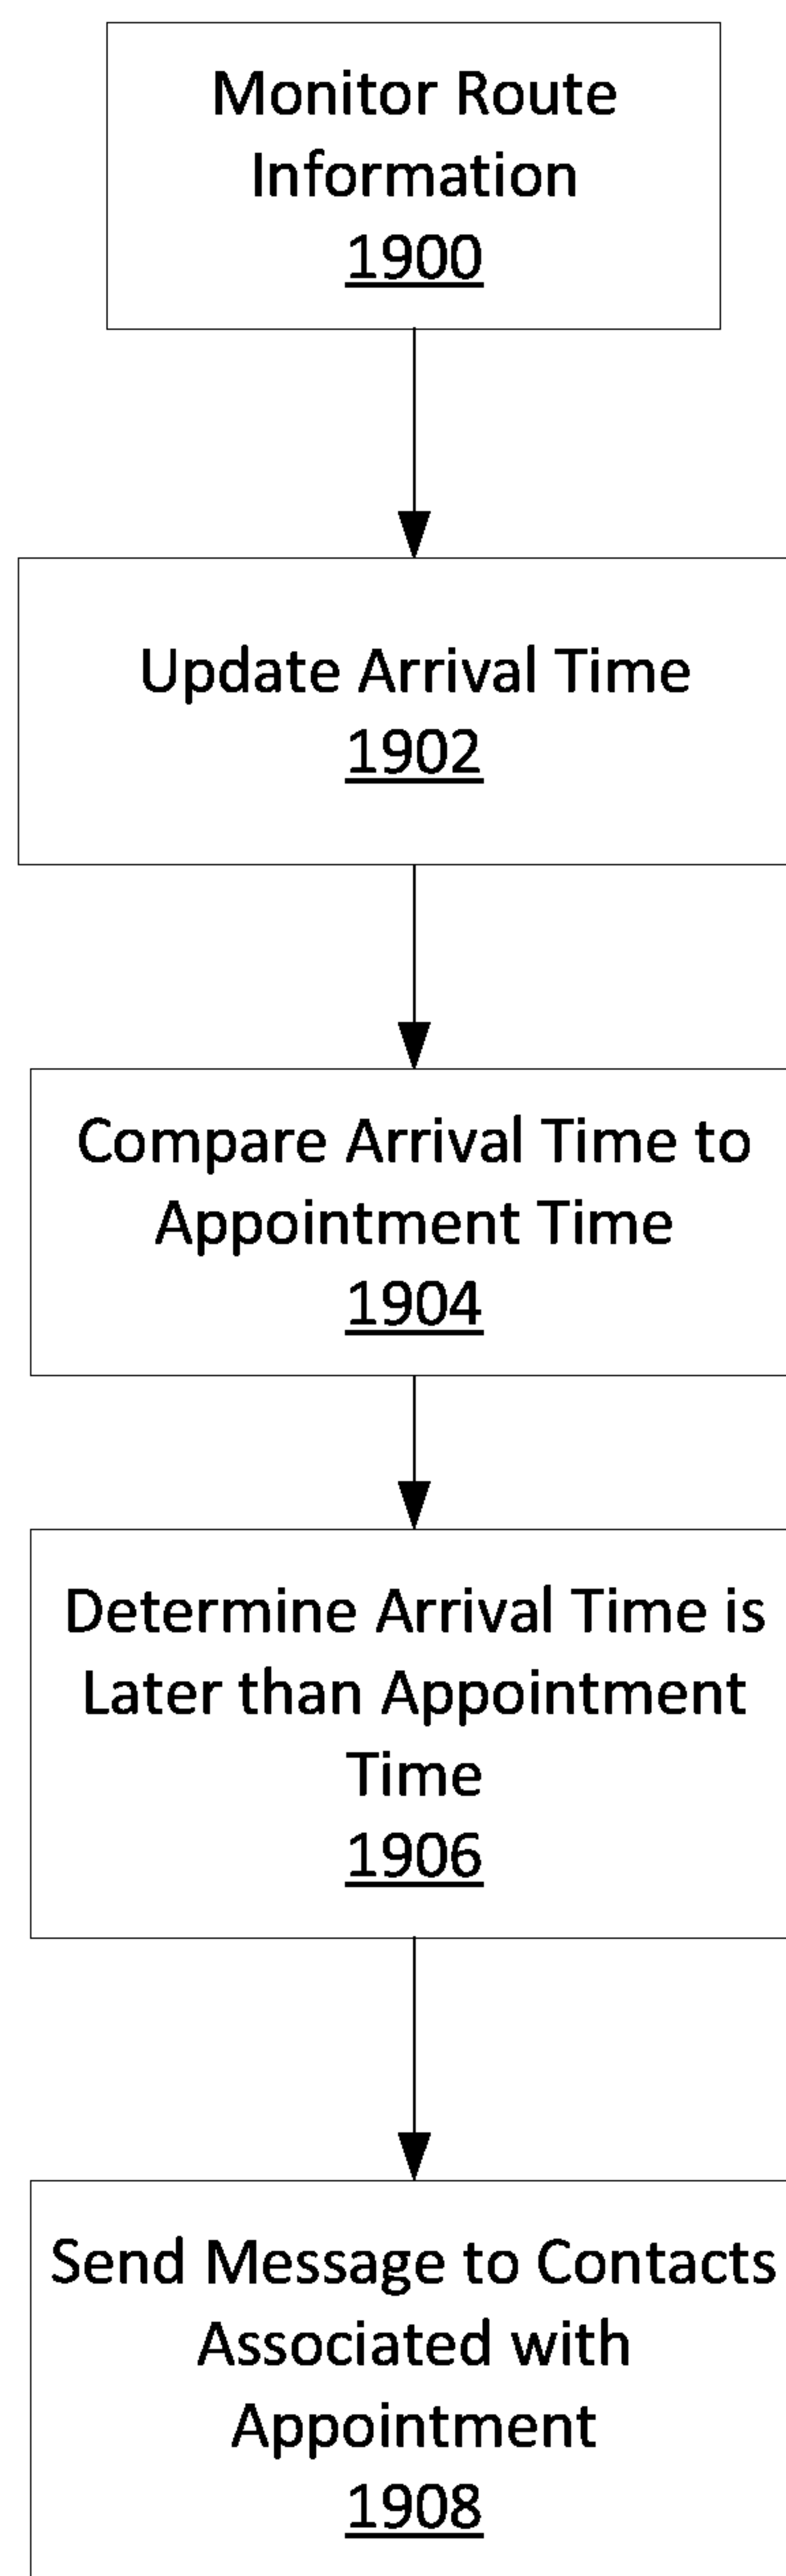 Monitor Route
Information
1900
Update Arrival Time
1902
Compare Arrival Time to
Appointment Time
1904
Determine Arrival Time is
Later than Appointment
Time
1906
Send Message to Contacts
Associated with
Appointment
1908